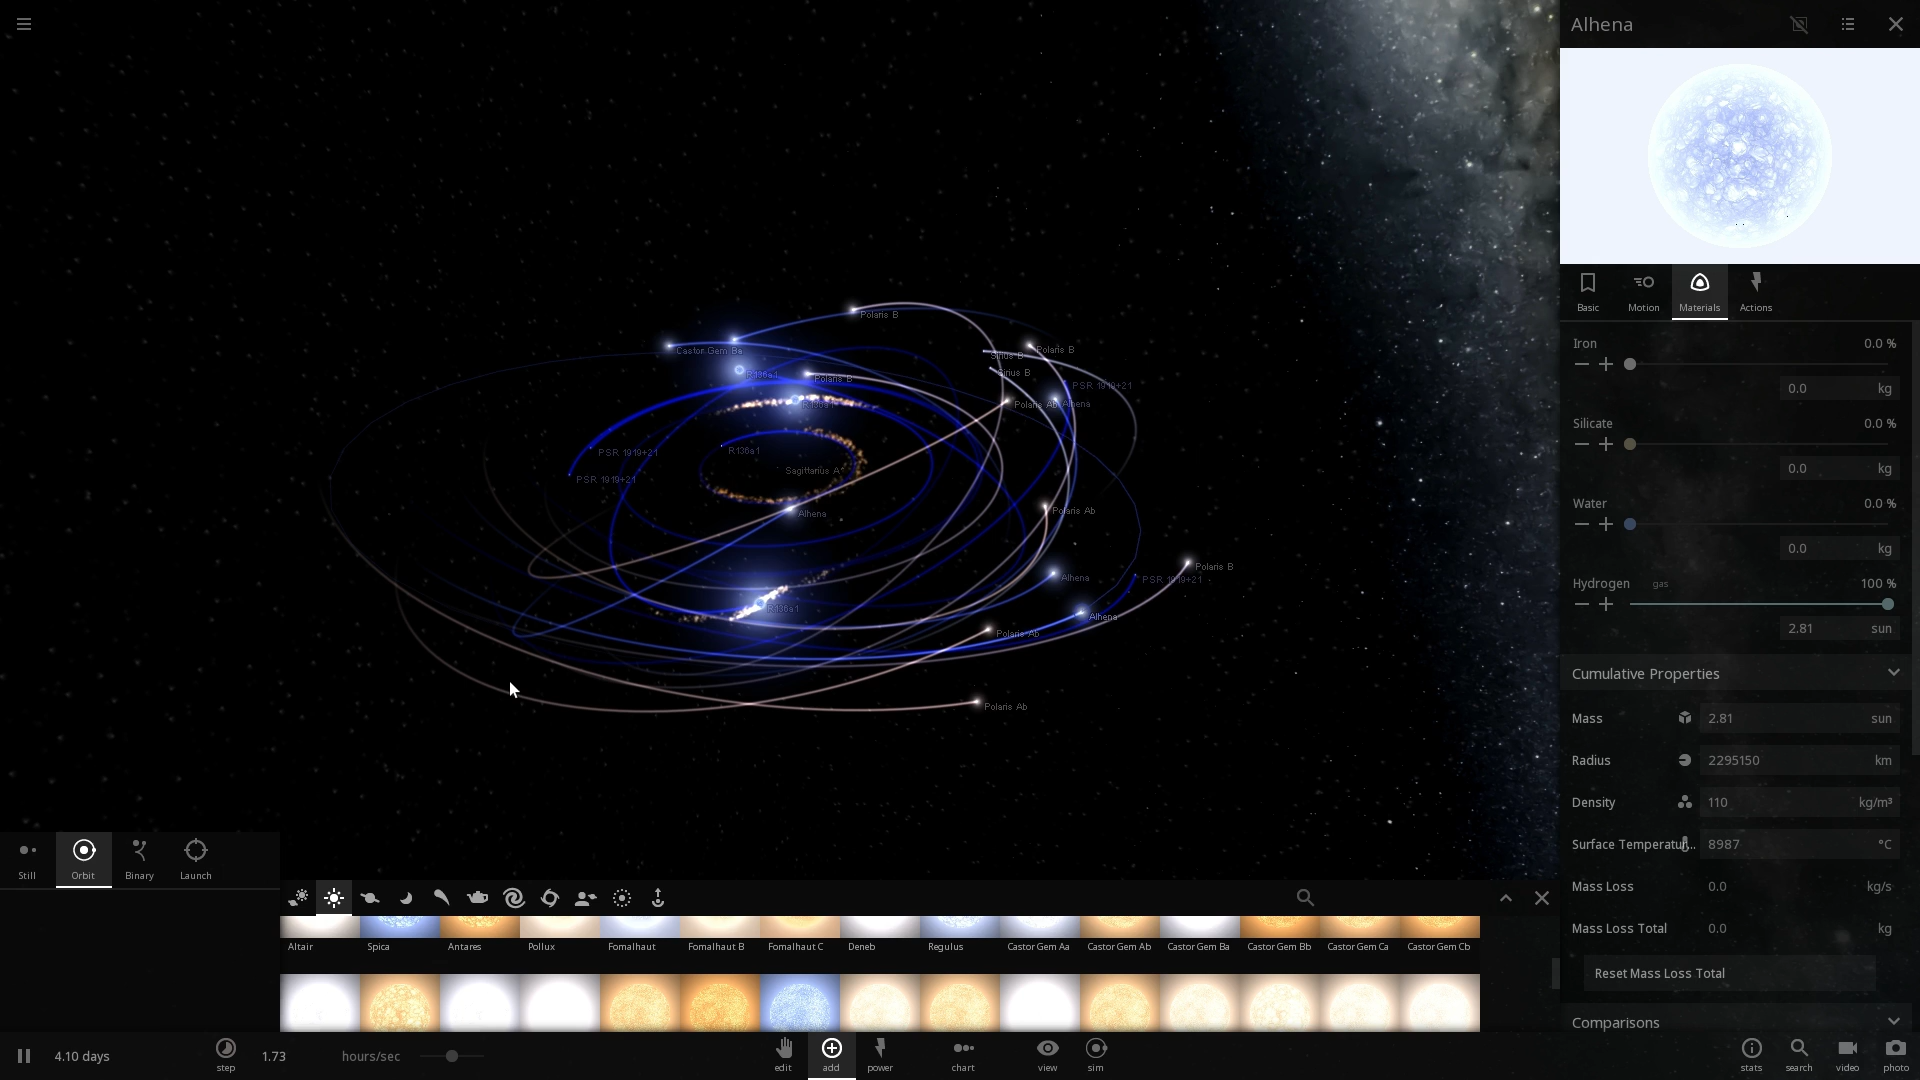 Alhena
Polaris B
Castor Gem Ba
Polaris B
Sirius B
Sirius B
R136a1
Polaris B
PSR 1919+21
R136a1
Polaris Ab
Alhena
R136a1
PSR 1919+21
Sagittarius A
PSR 1919+21
Alhena
Polaris Ab
Polaris B
Alhena
PSR 1919+21
R136a1
Alhena
Polaris Ab
Polaris Ab
Basic
Motion
Materials
Actions
Iron
0.0 %
0.0 kg
Silicate
0.0 %
0.0 kg
Water
0.0 %
0.0 kg
Hydrogen gas
100 %
2.81 sun
Cumulative Properties
Mass 2.81 sun
Radius 2295150 km
Density 110 kg/m³
Surface Temperatur... 8987 °C
Mass Loss 0.0 kg/s
Mass Loss Total 0.0 kg
Reset Mass Loss Total
Comparisons
Still
Orbit
Binary
Launch
Altair
Spica
Antares
Pollux
Fomalhaut
Fomalhaut B
Fomalhaut C
Deneb
Regulus
Castor Gem Aa
Castor Gem Ab
Castor Gem Ba
Castor Gem Bb
Castor Gem Ca
Castor Gem Cb
4.10 days
step
1.73 hours/sec
edit
add
power
chart
view
sim
stats
search
video
photo